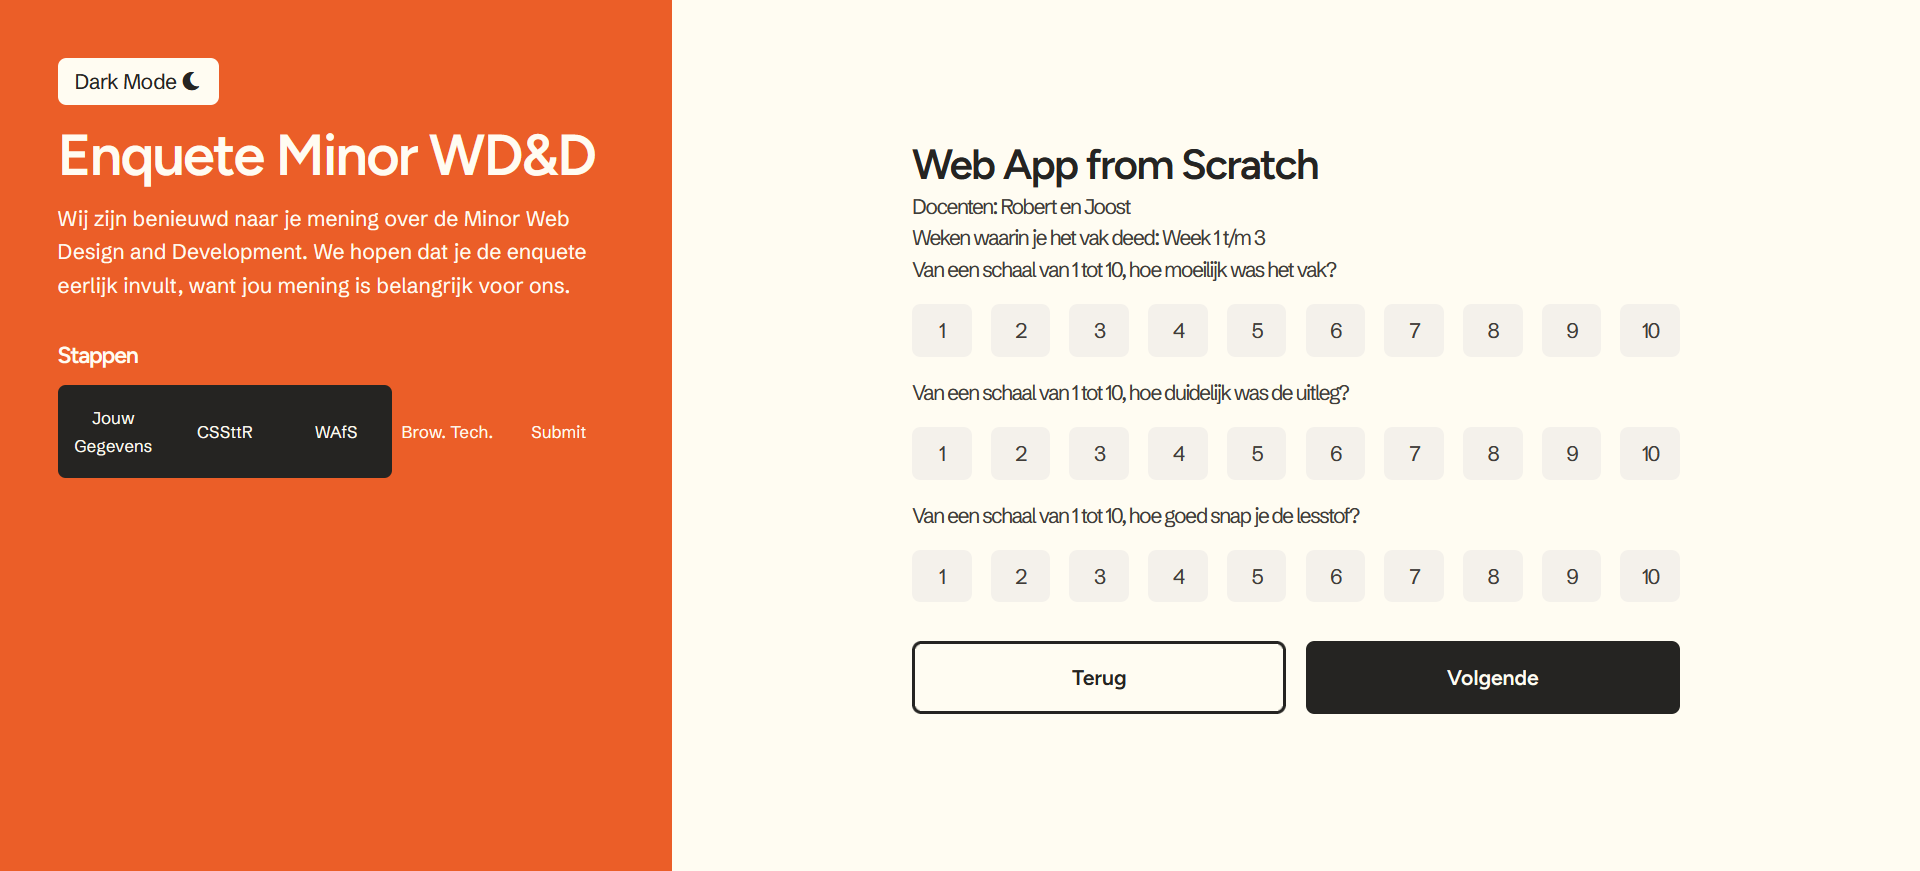 Dark Mode
Enquete Minor WD&D
Wij zijn benieuwd naar je mening over de Minor Web
Design and Development. We hopen dat je de enquete
eerlijk invult, want jou mening is belangrijk voor ons.
Stappen
Jouw
Gegevens
CSSttR
WAfS
Brow. Tech.
Submit
Web App from Scratch
Docenten: Robert en Joost
Weken waarin je het vak deed: Week 1 t/m 3
Van een schaal van 1 tot 10, hoe moeilijk was het vak?
1 2 3 4 5 6 7 8 9 10
Van een schaal van 1 tot 10, hoe duidelijk was de uitleg?
1 2 3 4 5 6 7 8 9 10
Van een schaal van 1 tot 10, hoe goed snap je de lesstof?
1 2 3 4 5 6 7 8 9 10
Terug
Volgende